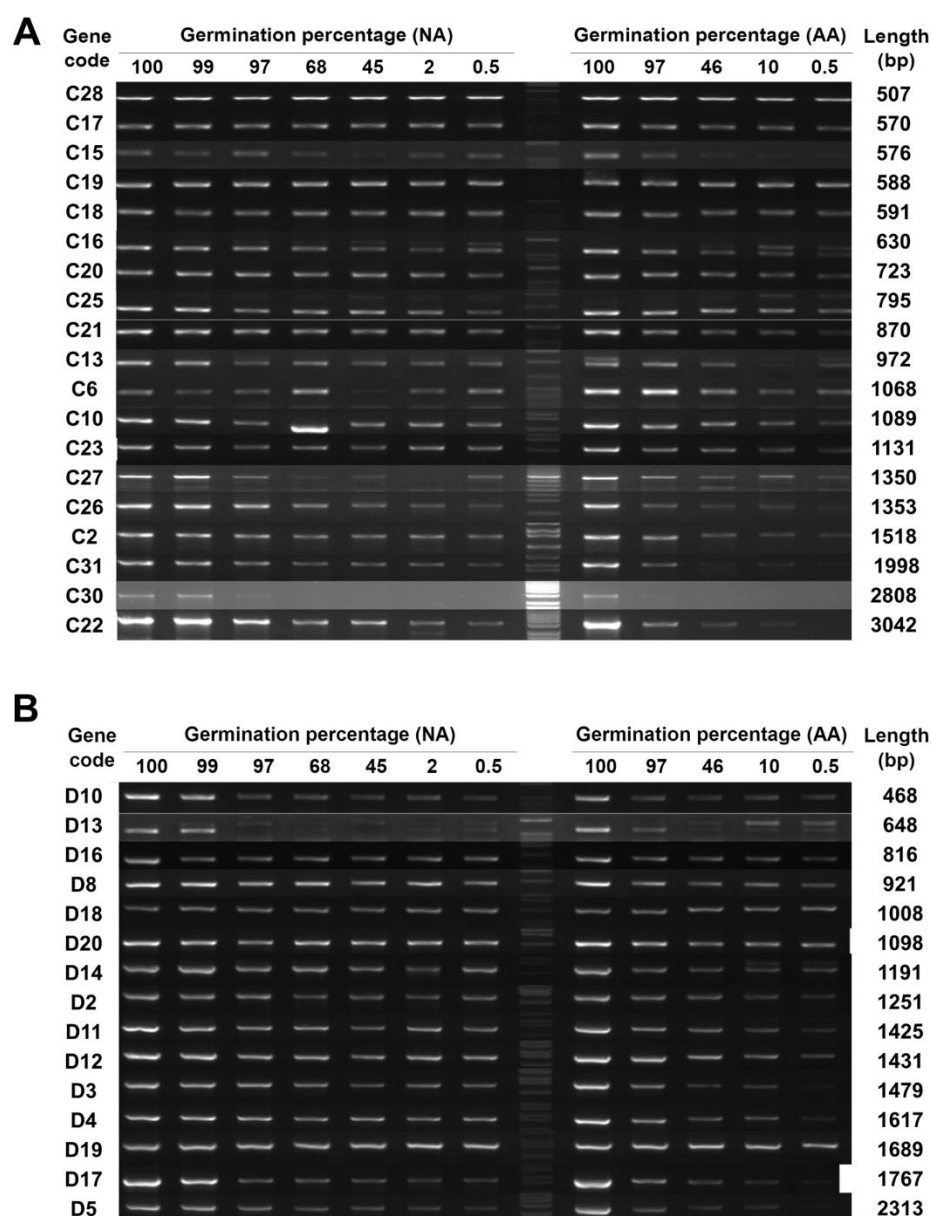 A
Gene code Germination percentage (NA) Germination percentage (AA) Length (bp)
100 99 97 68 45 2 0.5 100 97 46 10 0.5
C28 507
C17 570
C15 576
C19 588
C18 591
C16 630
C20 723
C25 795
C21 870
C13 972
C6 1068
C10 1089
C23 1131
C27 1350
C26 1353
C2 1518
C31 1998
C30 2808
C22 3042
B
Gene code Germination percentage (NA) Germination percentage (AA) Length (bp)
100 99 97 68 45 2 0.5 100 97 46 10 0.5
D10 468
D13 648
D16 816
D8 921
D18 1008
D20 1098
D14 1191
D2 1251
D11 1425
D12 1431
D3 1479
D4 1617
D19 1689
D17 1767
D5 2313